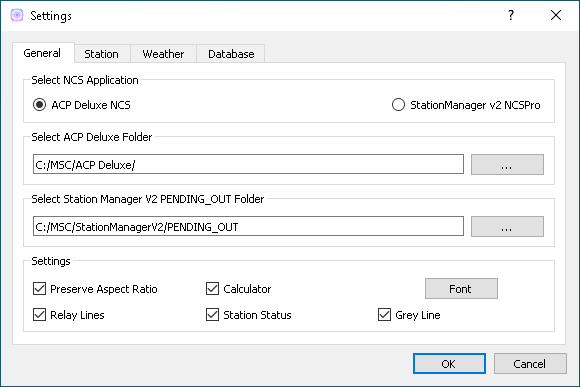 Settings
?
General Station Weather Database
Select NCS Application
ACP Deluxe NCS StationManager v2 NCSPro
Select ACP Deluxe Folder
C:/MSC/ACP Deluxe/ ...
Select Station Manager V2 PENDING_OUT Folder
C:/MSC/StationManagerV2/PENDING_OUT ...
Settings
Preserve Aspect Ratio Calculator Font
Relay Lines Station Status Grey Line
OK Cancel